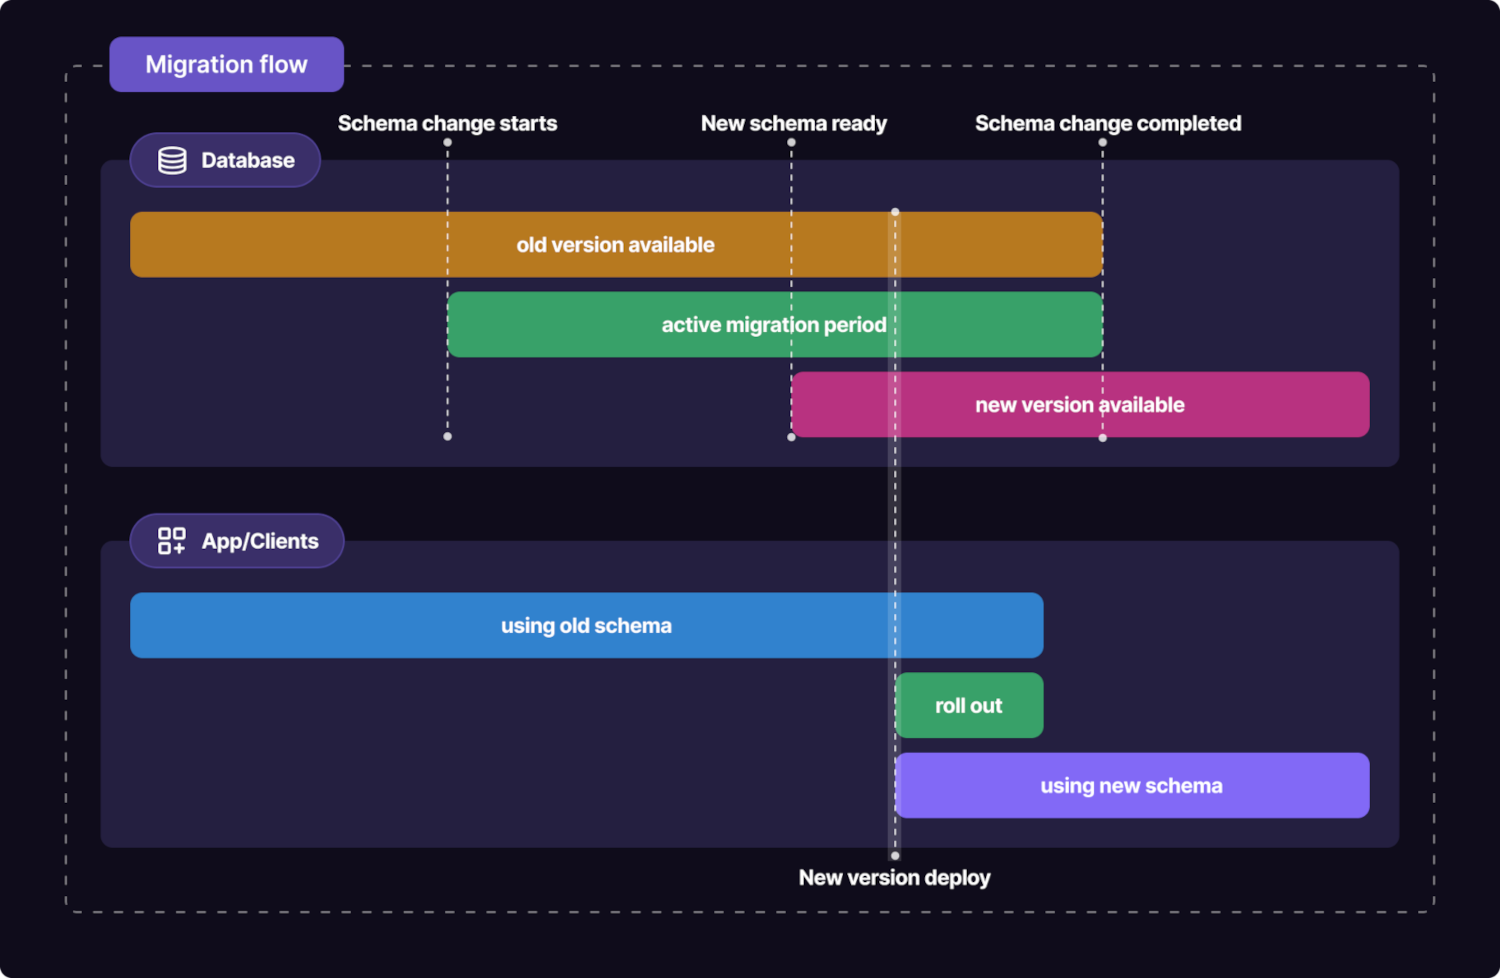 Migration flow
Schema change starts
New schema ready
Schema change completed
Database
old version available
active migration period
new version available
App/Clients
using old schema
roll out
using new schema
New version deploy